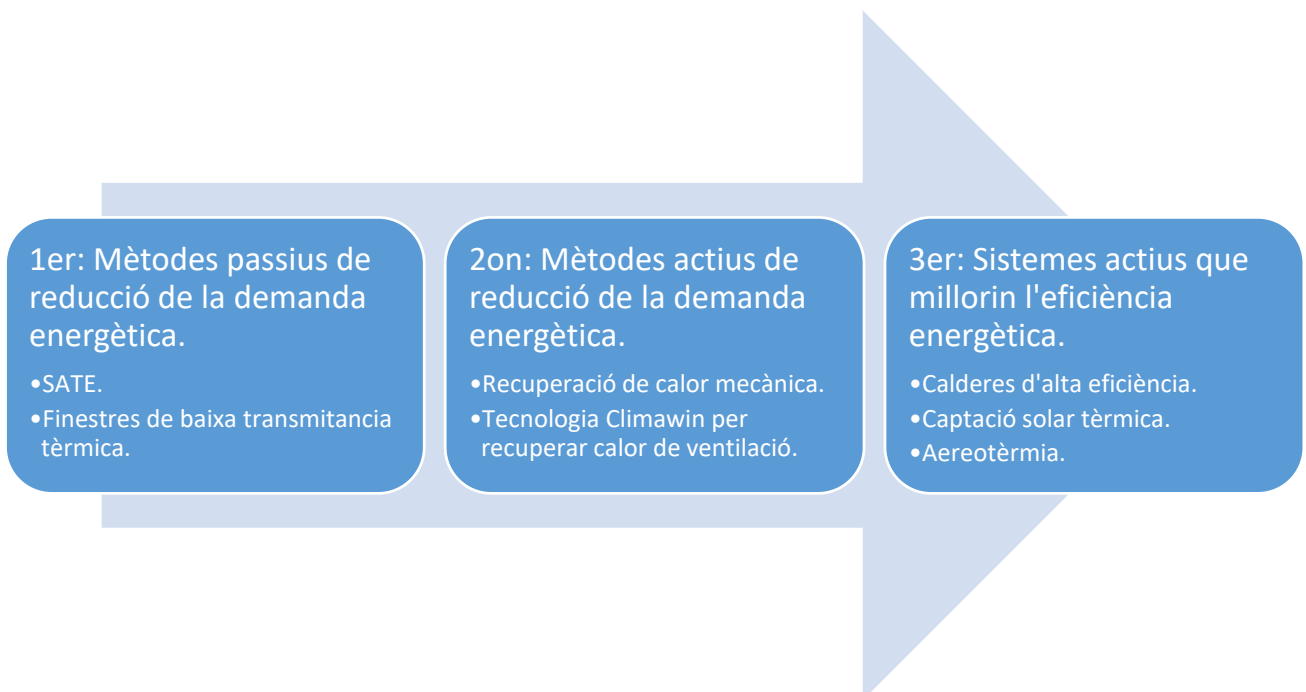 1er: Mètodes passius de
reducció de la demanda
energètica.
•SATE.
•Finestres de baixa transmitancia
tèrmica.
2on: Mètodes actius de
reducció de la demanda
energètica.
•Recuperació de calor mecànica.
•Tecnologia Climawin per
recuperar calor de ventilació.
3er: Sistemes actius que
millorin l'eficiència
energètica.
•Calderes d'alta eficiència.
•Captació solar tèrmica.
•Aereotèrmia.